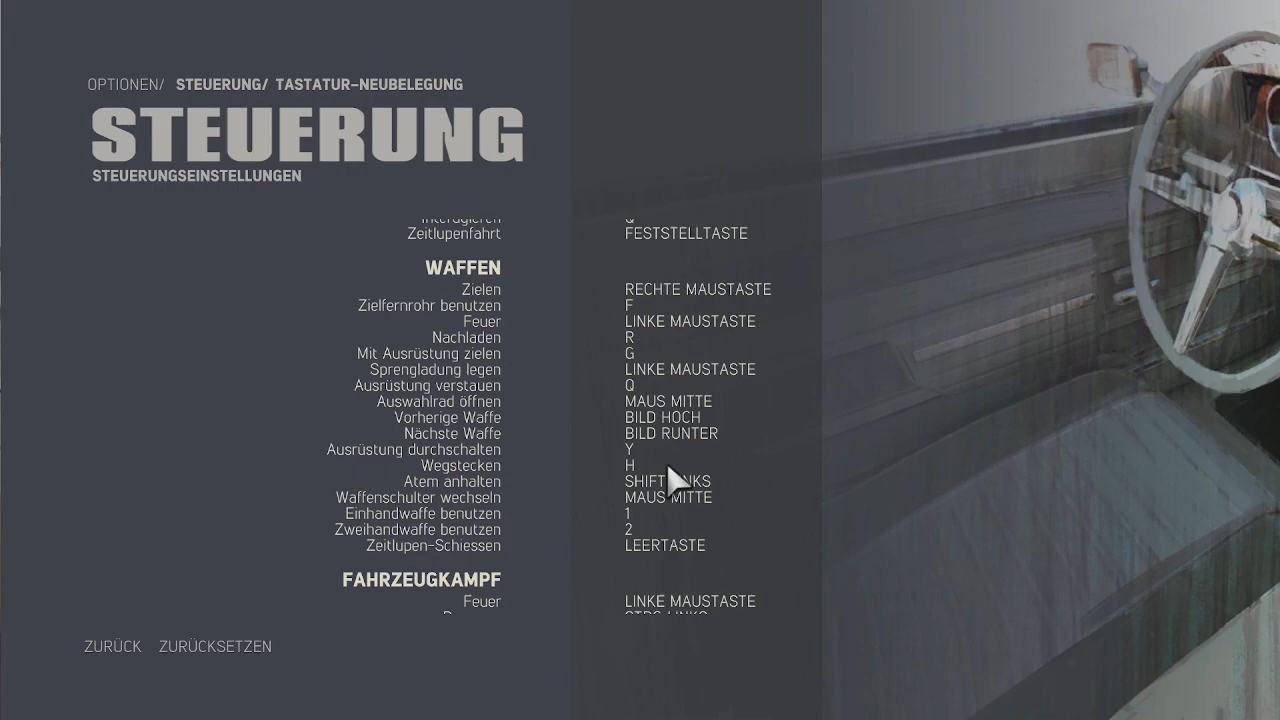 OPTIONEN/ STEUERUNG/ TASTATUR-NEUBELEGUNG
STEUERUNG
STEUERUNGSEINSTELLUNGEN
Interagieren Q
Zeitlupenfahrt FESTSTELLTASTE
WAFFEN
Zielen RECHTE MAUSTASTE
Zielfernrohr benutzen F
Feuer LINKE MAUSTASTE
Nachladen R
Mit Ausrüstung zielen G
Sprengladung legen LINKE MAUSTASTE
Ausrüstung verstauen Q
Auswahlrad öffnen MAUS MITTE
Vorherige Waffe BILD HOCH
Nächste Waffe BILD RUNTER
Ausrüstung durchschalten Y
Wegstecken H
Atem anhalten SHIFT LINKS
Waffenschulter wechseln MAUS MITTE
Einhandwaffe benutzen 1
Zweihandwaffe benutzen 2
Zeitlupen-Schiessen LEERTASTE
FAHRZEUGKAMPF
Feuer LINKE MAUSTASTE
STRG LINKS
ZURÜCK ZURÜCKSETZEN